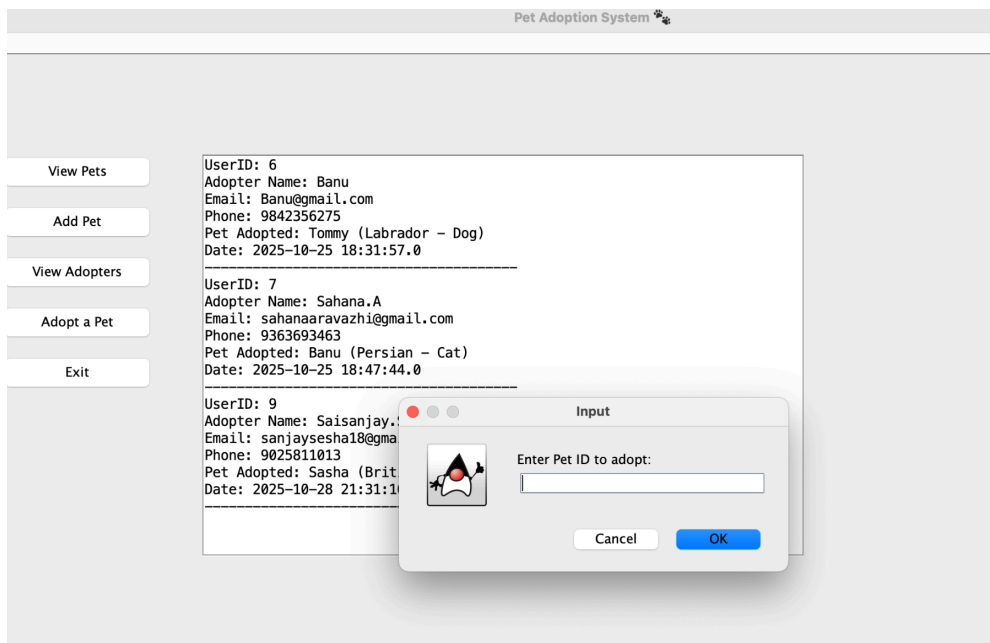 Pet Adoption System 🐾
View Pets
Add Pet
View Adopters
Adopt a Pet
Exit
UserID: 6
Adopter Name: Banu
Email: Banu@gmail.com
Phone: 9842356275
Pet Adopted: Tommy (Labrador – Dog)
Date: 2025–10–25 18:31:57.0
UserID: 7
Adopter Name: Sahana.A
Email: sahanaaravazhi@gmail.com
Phone: 9363693463
Pet Adopted: Banu (Persian – Cat)
Date: 2025–10–25 18:47:44.0
UserID: 9
Adopter Name: Saisanjay.
Email: sanjaysesha18@gma
Phone: 9025811013
Pet Adopted: Sasha (Brit
Date: 2025–10–28 21:31:1
Input
Enter Pet ID to adopt:
Cancel
OK